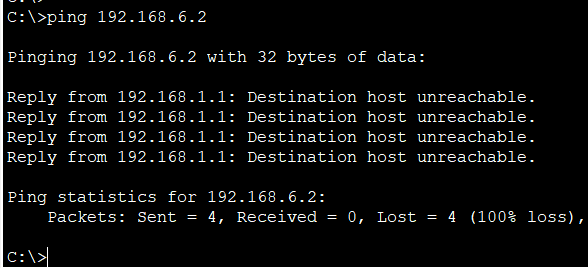 C:\>ping 192.168.6.2
Pinging 192.168.6.2 with 32 bytes of data:
Reply from 192.168.1.1: Destination host unreachable.
Reply from 192.168.1.1: Destination host unreachable.
Reply from 192.168.1.1: Destination host unreachable.
Reply from 192.168.1.1: Destination host unreachable.
Ping statistics for 192.168.6.2:
Packets: Sent = 4, Received = 0, Lost = 4 (100% loss),
C:\>